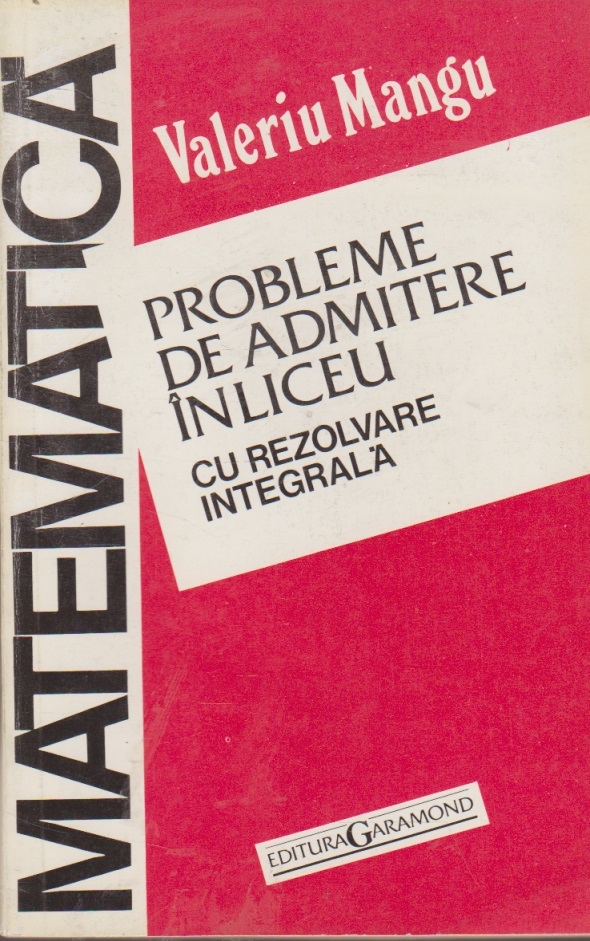 MATEMATICĂ
Valeriu Mangu
PROBLEME
DE ADMITERE
ÎN LICEU
CU REZOLVARE
INTEGRALĂ
EDITURA GARAMOND